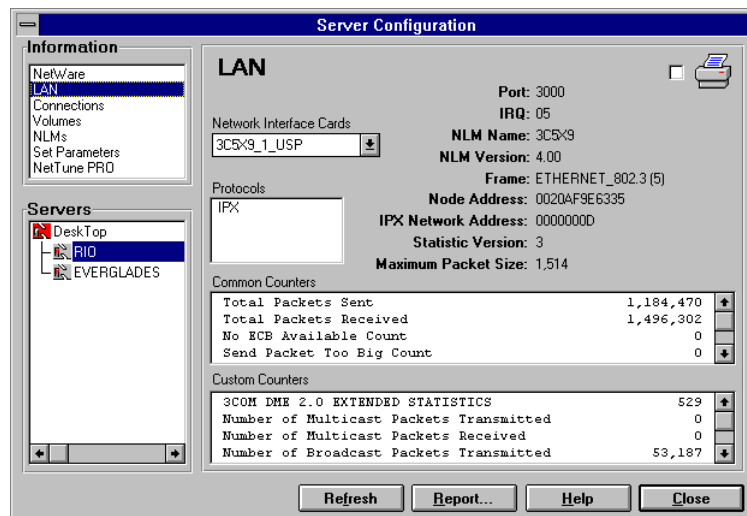 Server Configuration
Information
NetWare
LAN
Connections
Volumes
NLMs
Set Parameters
NetTune PRO
Servers
DeskTop
RIO
EVERGLADES
LAN
Network Interface Cards
3C5X9_1_USP
Protocols
IPX
Port: 3000
IRQ: 05
NLM Name: 3C5X9
NLM Version: 4.00
Frame: ETHERNET_802.3 (5)
Node Address: 0020AF9E6335
IPX Network Address: 0000000D
Statistic Version: 3
Maximum Packet Size: 1,514
Common Counters
Total Packets Sent 1,184,470
Total Packets Received 1,496,302
No ECB Available Count 0
Send Packet Too Big Count 0
Custom Counters
3COM DME 2.0 EXTENDED STATISTICS 529
Number of Multicast Packets Transmitted 0
Number of Multicast Packets Received 0
Number of Broadcast Packets Transmitted 53,187
Refresh Report... Help Close